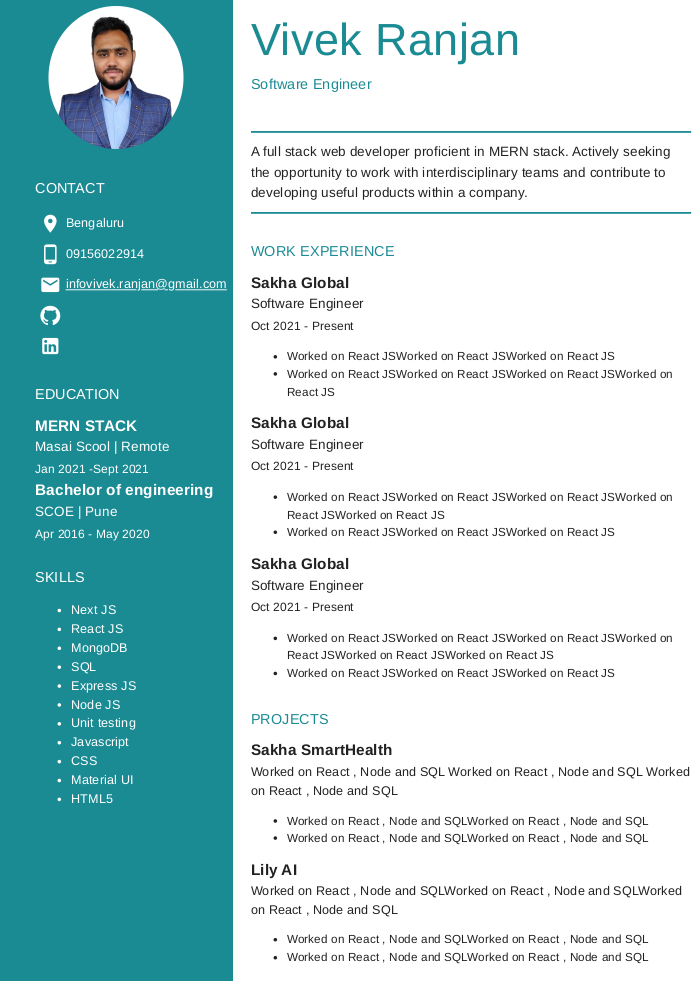 Vivek Ranjan
Software Engineer
A full stack web developer proficient in MERN stack. Actively seeking
the opportunity to work with interdisciplinary teams and contribute to
developing useful products within a company.
CONTACT
Bengaluru
09156022914
infovivek.ranjan@gmail.com
EDUCATION
MERN STACK
Masai Scool | Remote
Jan 2021 -Sept 2021
Bachelor of engineering
SCOE | Pune
Apr 2016 - May 2020
SKILLS
• Next JS
• React JS
• MongoDB
• SQL
• Express JS
• Node JS
• Unit testing
• Javascript
• CSS
• Material UI
• HTML5
WORK EXPERIENCE
Sakha Global
Software Engineer
Oct 2021 - Present
• Worked on React JSWorked on React JSWorked on React JS
• Worked on React JSWorked on React JSWorked on React JSWorked on
React JS
Sakha Global
Software Engineer
Oct 2021 - Present
• Worked on React JSWorked on React JSWorked on React JSWorked on
React JSWorked on React JS
• Worked on React JSWorked on React JSWorked on React JS
Sakha Global
Software Engineer
Oct 2021 - Present
• Worked on React JSWorked on React JSWorked on React JSWorked on
React JSWorked on React JSWorked on React JS
• Worked on React JSWorked on React JSWorked on React JS
PROJECTS
Sakha SmartHealth
Worked on React , Node and SQL Worked on React , Node and SQL Worked
on React , Node and SQL
• Worked on React , Node and SQLWorked on React , Node and SQL
• Worked on React , Node and SQLWorked on React , Node and SQL
Lily AI
Worked on React , Node and SQLWorked on React , Node and SQLWorked
on React , Node and SQL
• Worked on React , Node and SQLWorked on React , Node and SQL
• Worked on React , Node and SQLWorked on React , Node and SQL